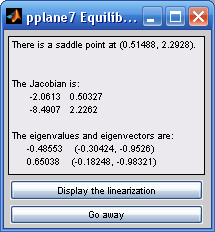 pplane7 Equilib...
There is a saddle point at (0.51488, 2.2928).
The Jacobian is:
-2.0613 0.50327
-8.4907 2.2262
The eigenvalues and eigenvectors are:
-0.48553 (-0.30424, -0.9526)
0.65038 (-0.18248, -0.98321)
Display the linearization
Go away